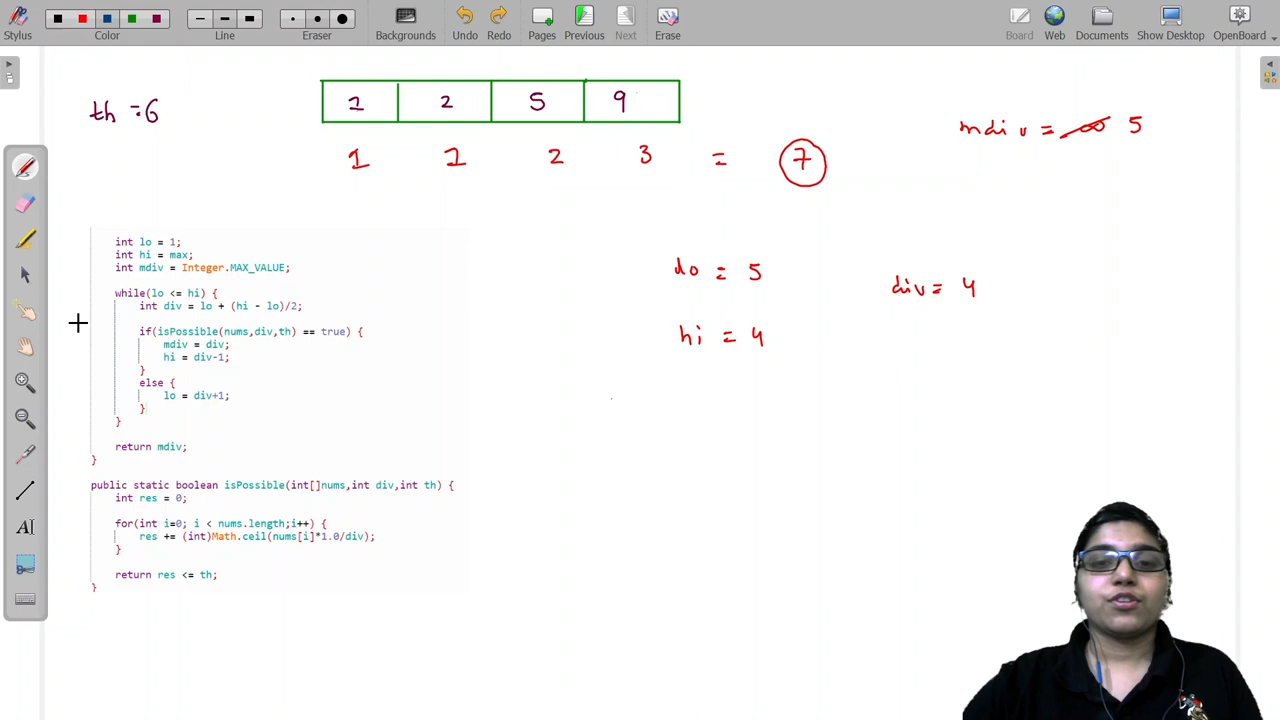 Stylus
Color
Line
Eraser
Backgrounds
Undo
Redo
Pages
Previous
Next
Erase
Board
Web
Documents
Show Desktop
OpenBoard
th = 6
1 2 5 9
mdiv = ∞ 5
1 1 2 3 = 7
int lo = 1;
int hi = max;
int mdiv = Integer.MAX_VALUE;
while(lo <= hi) {
int div = lo + (hi - lo)/2;
if(isPossible(nums,div,th) == true) {
mdiv = div;
hi = div-1;
}
else {
lo = div+1;
}
}
return mdiv;
}
public static boolean isPossible(int[]nums,int div,int th) {
int res = 0;
for(int i=0; i < nums.length;i++) {
res += (int)Math.ceil(nums[i]*1.0/div);
}
return res <= th;
}
lo = 5
div = 4
hi = 4
AI